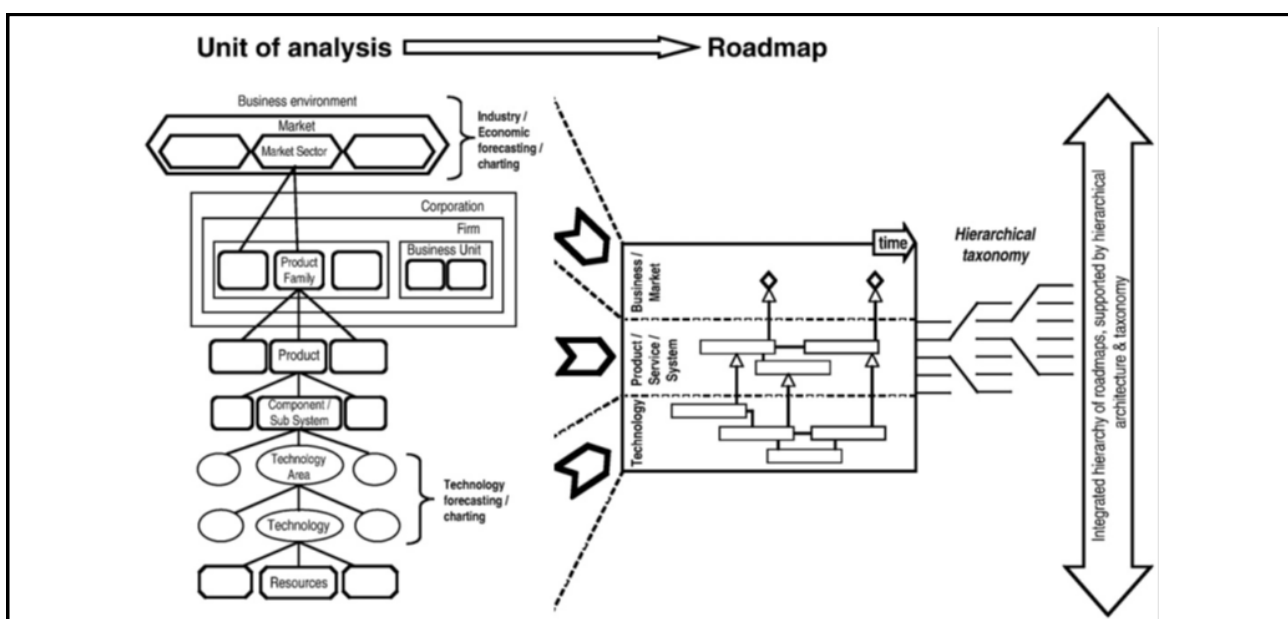 Unit of analysis
Roadmap
Business environment
Market
Market Sector
Industry /
Economic
forecasting /
charting
Corporation
Firm
Business Unit
Product
Family
Product
Component /
Sub System
Technology
Area
Technology
Technology
forecasting /
charting
Resources
time
Business /
Market
Product /
Service /
System
Technology
Hierarchical
taxonomy
Integrated hierarchy of roadmaps, supported by hierarchical
architecture & taxonomy